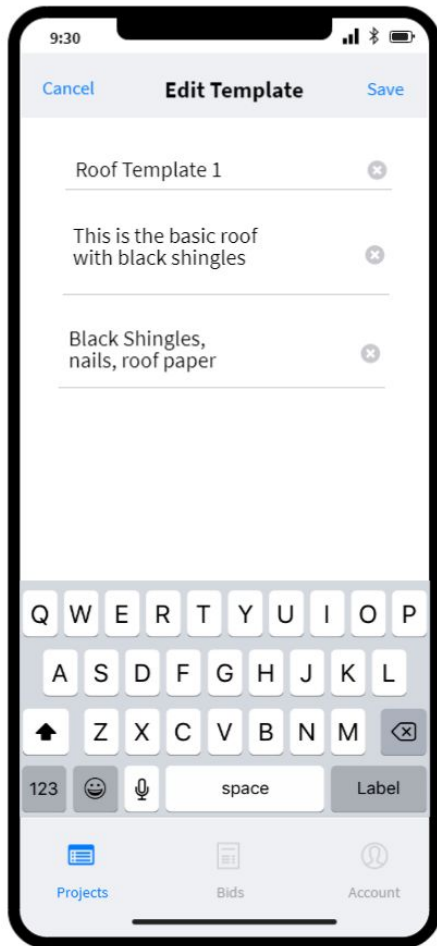 9:30
Cancel Edit Template Save
Roof Template 1
This is the basic roof
with black shingles
Black Shingles,
nails, roof paper
Q W E R T Y U I O P
A S D F G H J K L
Z X C V B N M
123 space Label
Projects Bids Account